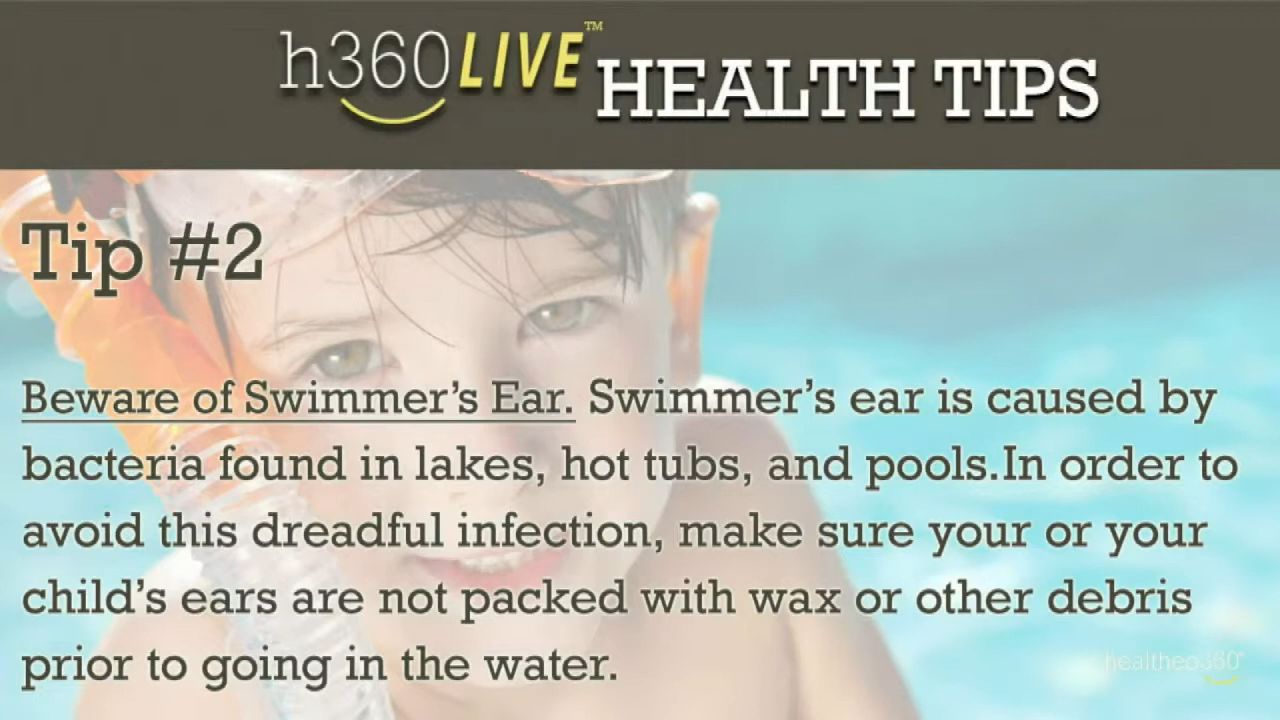 h360LIVE™ HEALTH TIPS
Tip #2
Beware of Swimmer's Ear. Swimmer's ear is caused by
bacteria found in lakes, hot tubs, and pools.In order to
avoid this dreadful infection, make sure your or your
child's ears are not packed with wax or other debris
prior to going in the water.
healtheo360